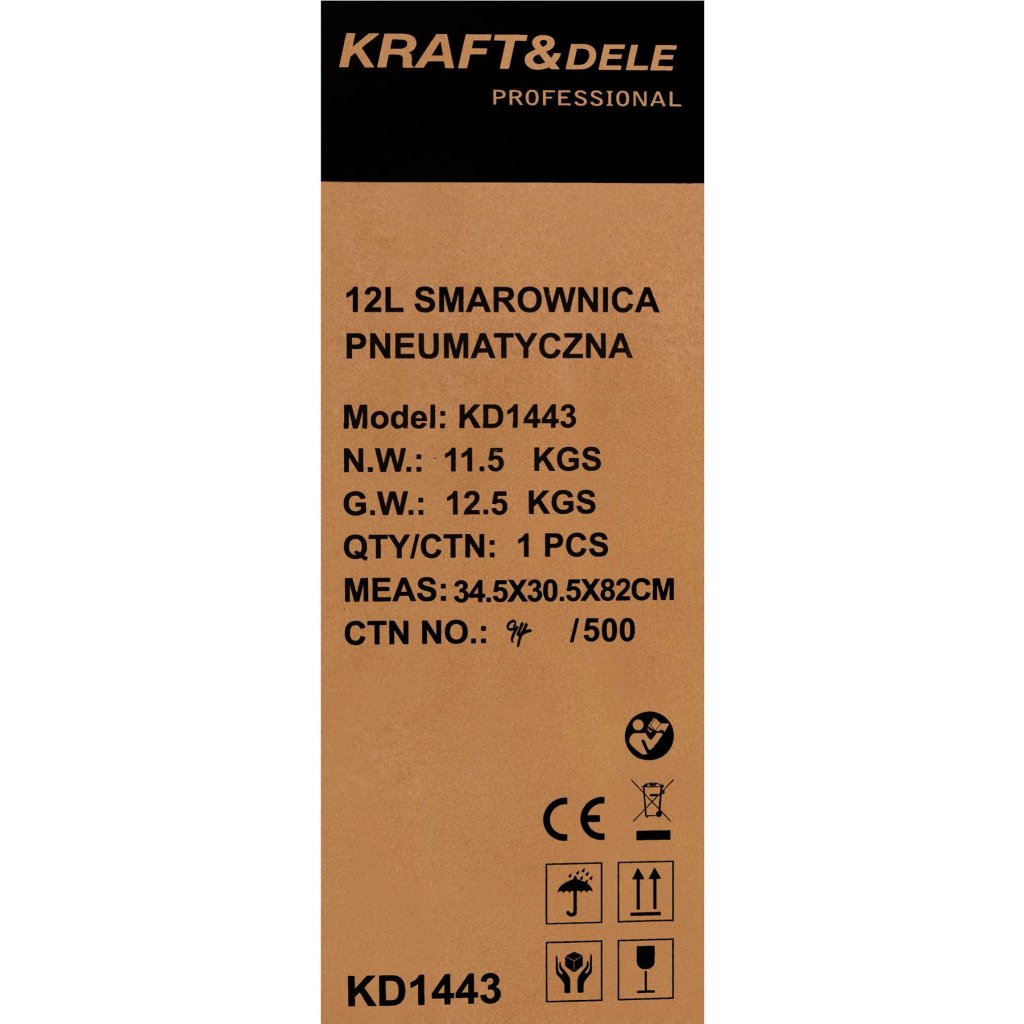 KRAFT&DELE
PROFESSIONAL
12L SMAROWNICA
PNEUMATYCZNA
Model: KD1443
N.W.: 11.5 KGS
G.W.: 12.5 KGS
QTY/CTN: 1 PCS
MEAS: 34.5X30.5X82CM
CTN NO.: 94 /500
CE
KD1443